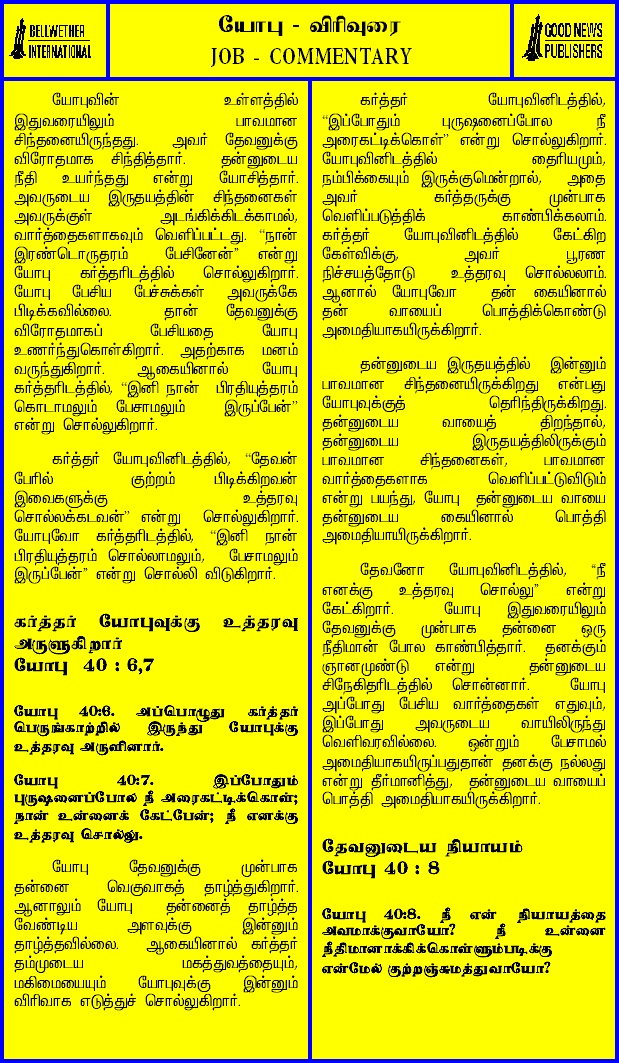 BELLWETHER
INTERNATIONAL
யோபு - விரிவுரை
JOB - COMMENTARY
GOOD NEWS
PUBLISHERS
யோபுவின் உள்ளத்தில்
இதுவரையிலும் பாவமான
சிந்தனையிருந்தது. அவர் தேவனுக்கு
விரோதமாக சிந்தித்தார். தன்னுடைய
நீதி உயர்ந்தது என்று யோசித்தார்.
அவருடைய இருதயத்தின் சிந்தனைகள்
அவருக்குள் அடங்கிக்கிடக்காமல்,
வார்த்தைகளாகவும் வெளிப்பட்டது. “நான்
இரண்டொருதரம் பேசினேன்” என்று
யோபு கர்த்தரிடத்தில் சொல்லுகிறார்.
யோபு பேசிய பேச்சுக்கள் அவருக்கே
பிடிக்கவில்லை. தான் தேவனுக்கு
விரோதமாகப் பேசியதை யோபு
உணர்ந்துகொள்கிறார். அதற்காக மனம்
வருந்துகிறார். ஆகையினால் யோபு
கர்த்தரிடத்தில், “இனி நான் பிரதியுத்தரம்
கொடாமலும் பேசாமலும் இருப்பேன்”
என்று சொல்லுகிறார்.
கர்த்தர் யோபுவினிடத்தில், “தேவன்
பேரில் குற்றம் பிடிக்கிறவன்
இவைகளுக்கு உத்தரவு
சொல்லக்கடவன்” என்று சொல்லுகிறார்.
யோபுவோ கர்த்தரிடத்தில், “இனி நான்
பிரதியுத்தரம் சொல்லாமலும், பேசாமலும்
இருப்பேன்” என்று சொல்லி விடுகிறார்.
கர்த்தர் யோபுவுக்கு உத்தரவு
அருளுகிறார்
யோபு 40 : 6,7
யோபு 40:6. அப்பொழுது கர்த்தர்
பெருங்காற்றில் இருந்து யோபுக்கு
உத்தரவு அருளினார்.
யோபு 40:7. இப்போதும்
புருஷனைப்போல நீ அரைகட்டிக்கொள்;
நான் உன்னைக் கேட்பேன்; நீ எனக்கு
உத்தரவு சொல்லு.
யோபு தேவனுக்கு முன்பாக
தன்னை வெகுவாகத் தாழ்த்துகிறார்.
ஆனாலும் யோபு தன்னைத் தாழ்த்த
வேண்டிய அளவுக்கு இன்னும்
தாழ்த்தவில்லை. ஆகையினால் கர்த்தர்
தம்முடைய மகத்துவத்தையும்,
மகிமையையும் யோபுவுக்கு இன்னும்
விரிவாக எடுத்துச் சொல்லுகிறார்.
கர்த்தர் யோபுவினிடத்தில்,
“இப்போதும் புருஷனைப்போல நீ
அரைகட்டிக்கொள்” என்று சொல்லுகிறார்.
யோபுவினிடத்தில் தைரியமும்,
நம்பிக்கையும் இருக்குமென்றால், அதை
அவர் கர்த்தருக்கு முன்பாக
வெளிப்படுத்திக் காண்பிக்கலாம்.
கர்த்தர் யோபுவினிடத்தில் கேட்கிற
கேள்விக்கு, அவர் பூரண
நிச்சயத்தோடு உத்தரவு சொல்லலாம்.
ஆனால் யோபுவோ தன் கையினால்
தன் வாயைப் பொத்திக்கொண்டு
அமைதியாகயிருக்கிறார்.
தன்னுடைய இருதயத்தில் இன்னும்
பாவமான சிந்தனையிருக்கிறது என்பது
யோபுவுக்குத் தெரிந்திருக்கிறது.
தன்னுடைய வாயைத் திறந்தால்,
தன்னுடைய இருதயத்திலிருக்கும்
பாவமான சிந்தனைகள், பாவமான
வார்த்தைகளாக வெளிப்பட்டுவிடும்
என்று பயந்து, யோபு தன்னுடைய வாயை
தன்னுடைய கையினால் பொத்தி
அமைதியாயிருக்கிறார்.
தேவனோ யோபுவினிடத்தில், “நீ
எனக்கு உத்தரவு சொல்லு” என்று
கேட்கிறார். யோபு இதுவரையிலும்
தேவனுக்கு முன்பாக தன்னை ஒரு
நீதிமான் போல காண்பித்தார். தனக்கும்
ஞானமுண்டு என்று தன்னுடைய
சிநேகிதரிடத்தில் சொன்னார். யோபு
அப்போது பேசிய வார்த்தைகள் எதுவும்,
இப்போது அவருடைய வாயிலிருந்து
வெளிவரவில்லை. ஒன்றும் பேசாமல்
அமைதியாகயிருப்பதுதான் தனக்கு நல்லது
என்று தீர்மானித்து, தன்னுடைய வாயைப்
பொத்தி அமைதியாகயிருக்கிறார்.
தேவனுடைய நியாயம்
யோபு 40 : 8
யோபு 40:8. நீ என் நியாயத்தை
அவமாக்குவாயோ? நீ உன்னை
நீதிமானாக்கிக்கொள்ளும்படிக்கு
என்மேல் குற்றஞ்சுமத்துவாயோ?